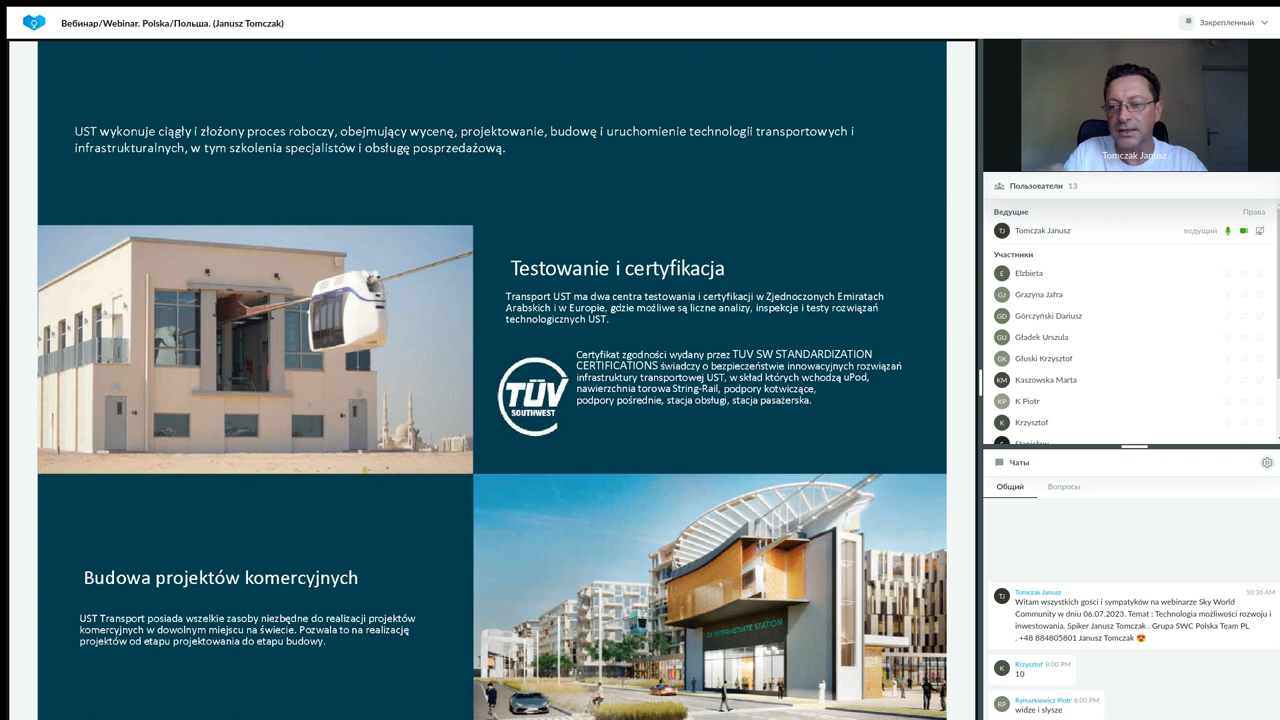 Вебинар/Webinar. Polska/Польша. (Janusz Tomczak)
Закрепленный
UST wykonuje ciągły i złożony proces roboczy, obejmujący wycenę, projektowanie, budowę i uruchomienie technologii transportowych i
infrastrukturalnych, w tym szkolenia specjalistów i obsługę posprzedażową.
Testowanie i certyfikacja
Transport UST ma dwa centra testowania i certyfikacji w Zjednoczonych Emiratach
Arabskich i w Europie, gdzie możliwe są liczne analizy, inspekcje i testy rozwiązań
technologicznych UST.
TÜV
SOUTHWEST
Certyfikat zgodności wydany przez TUV SW STANDARDIZATION
CERTIFICATIONS świadczy o bezpieczeństwie innowacyjnych rozwiązań
infrastruktury transportowej UST, w skład których wchodzą uPod,
nawierzchnia torowa String-Rail, podpory kotwiczące,
podpory pośrednie, stacja obsługi, stacja pasażerska.
Budowa projektów komercyjnych
UST Transport posiada wszelkie zasoby niezbędne do realizacji projektów
komercyjnych w dowolnym miejscu na świecie. Pozwala to na realizację
projektów od etapu projektowania do etapu budowy.
INTERMEDIATE STATION
Tomczak Janusz
Пользователи 13
Ведущие Права
TJ Tomczak Janusz ведущий
Участники
E Elzbieta
GJ Grazyna Jafra
GD Górczyński Dariusz
GU Gładek Urszula
GK Głuski Krzysztof
KM Kaszowska Marta
KP K Piotr
K Krzysztof
Чаты
Общий Вопросы
TJ Tomczak Janusz 10:36 AM
Witam wszystkich gości i sympatyków na webinarze Sky World
Community w dniu 06.07.2023. Temat : Technologia możliwości rozwoju i
inwestowania. Spiker Janusz Tomczak . Grupa SWC Polska Team PL
. +48 884805801 Janusz Tomczak 😍
K Krzysztof 8:00 PM
10
RP Rymarkiewicz Piotr 8:00 PM
widze i slysze